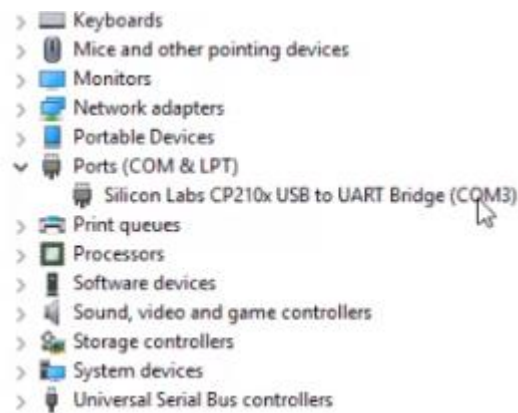 Keyboards
Mice and other pointing devices
Monitors
Network adapters
Portable Devices
Ports (COM & LPT)
Silicon Labs CP210x USB to UART Bridge (COM3)
Print queues
Processors
Software devices
Sound, video and game controllers
Storage controllers
System devices
Universal Serial Bus controllers